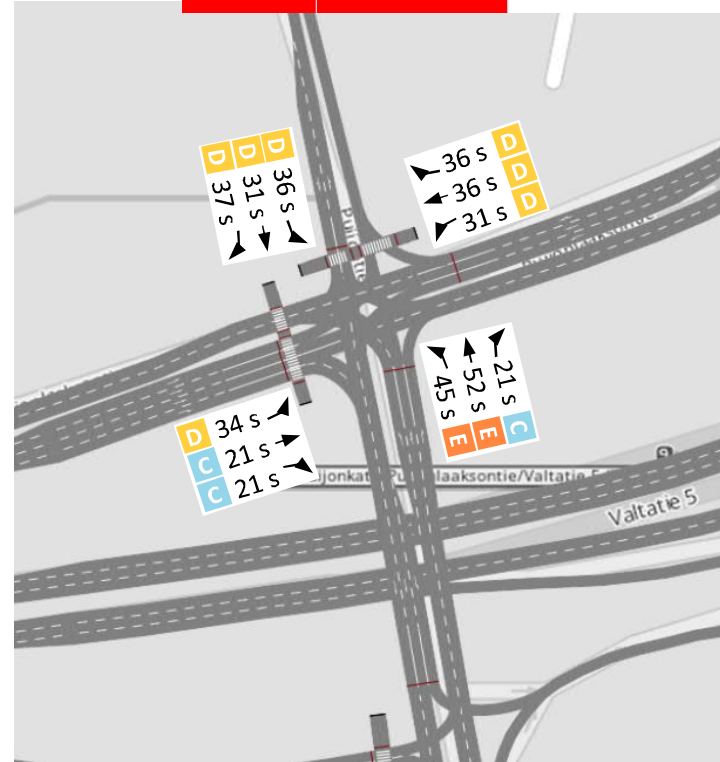 D 36 s
D 31 s
D 37 s
36 s D
36 s D
31 s D
E 45 s
E 52 s
C 21 s
D 34 s
C 21 s
C 21 s
Valtatie 5